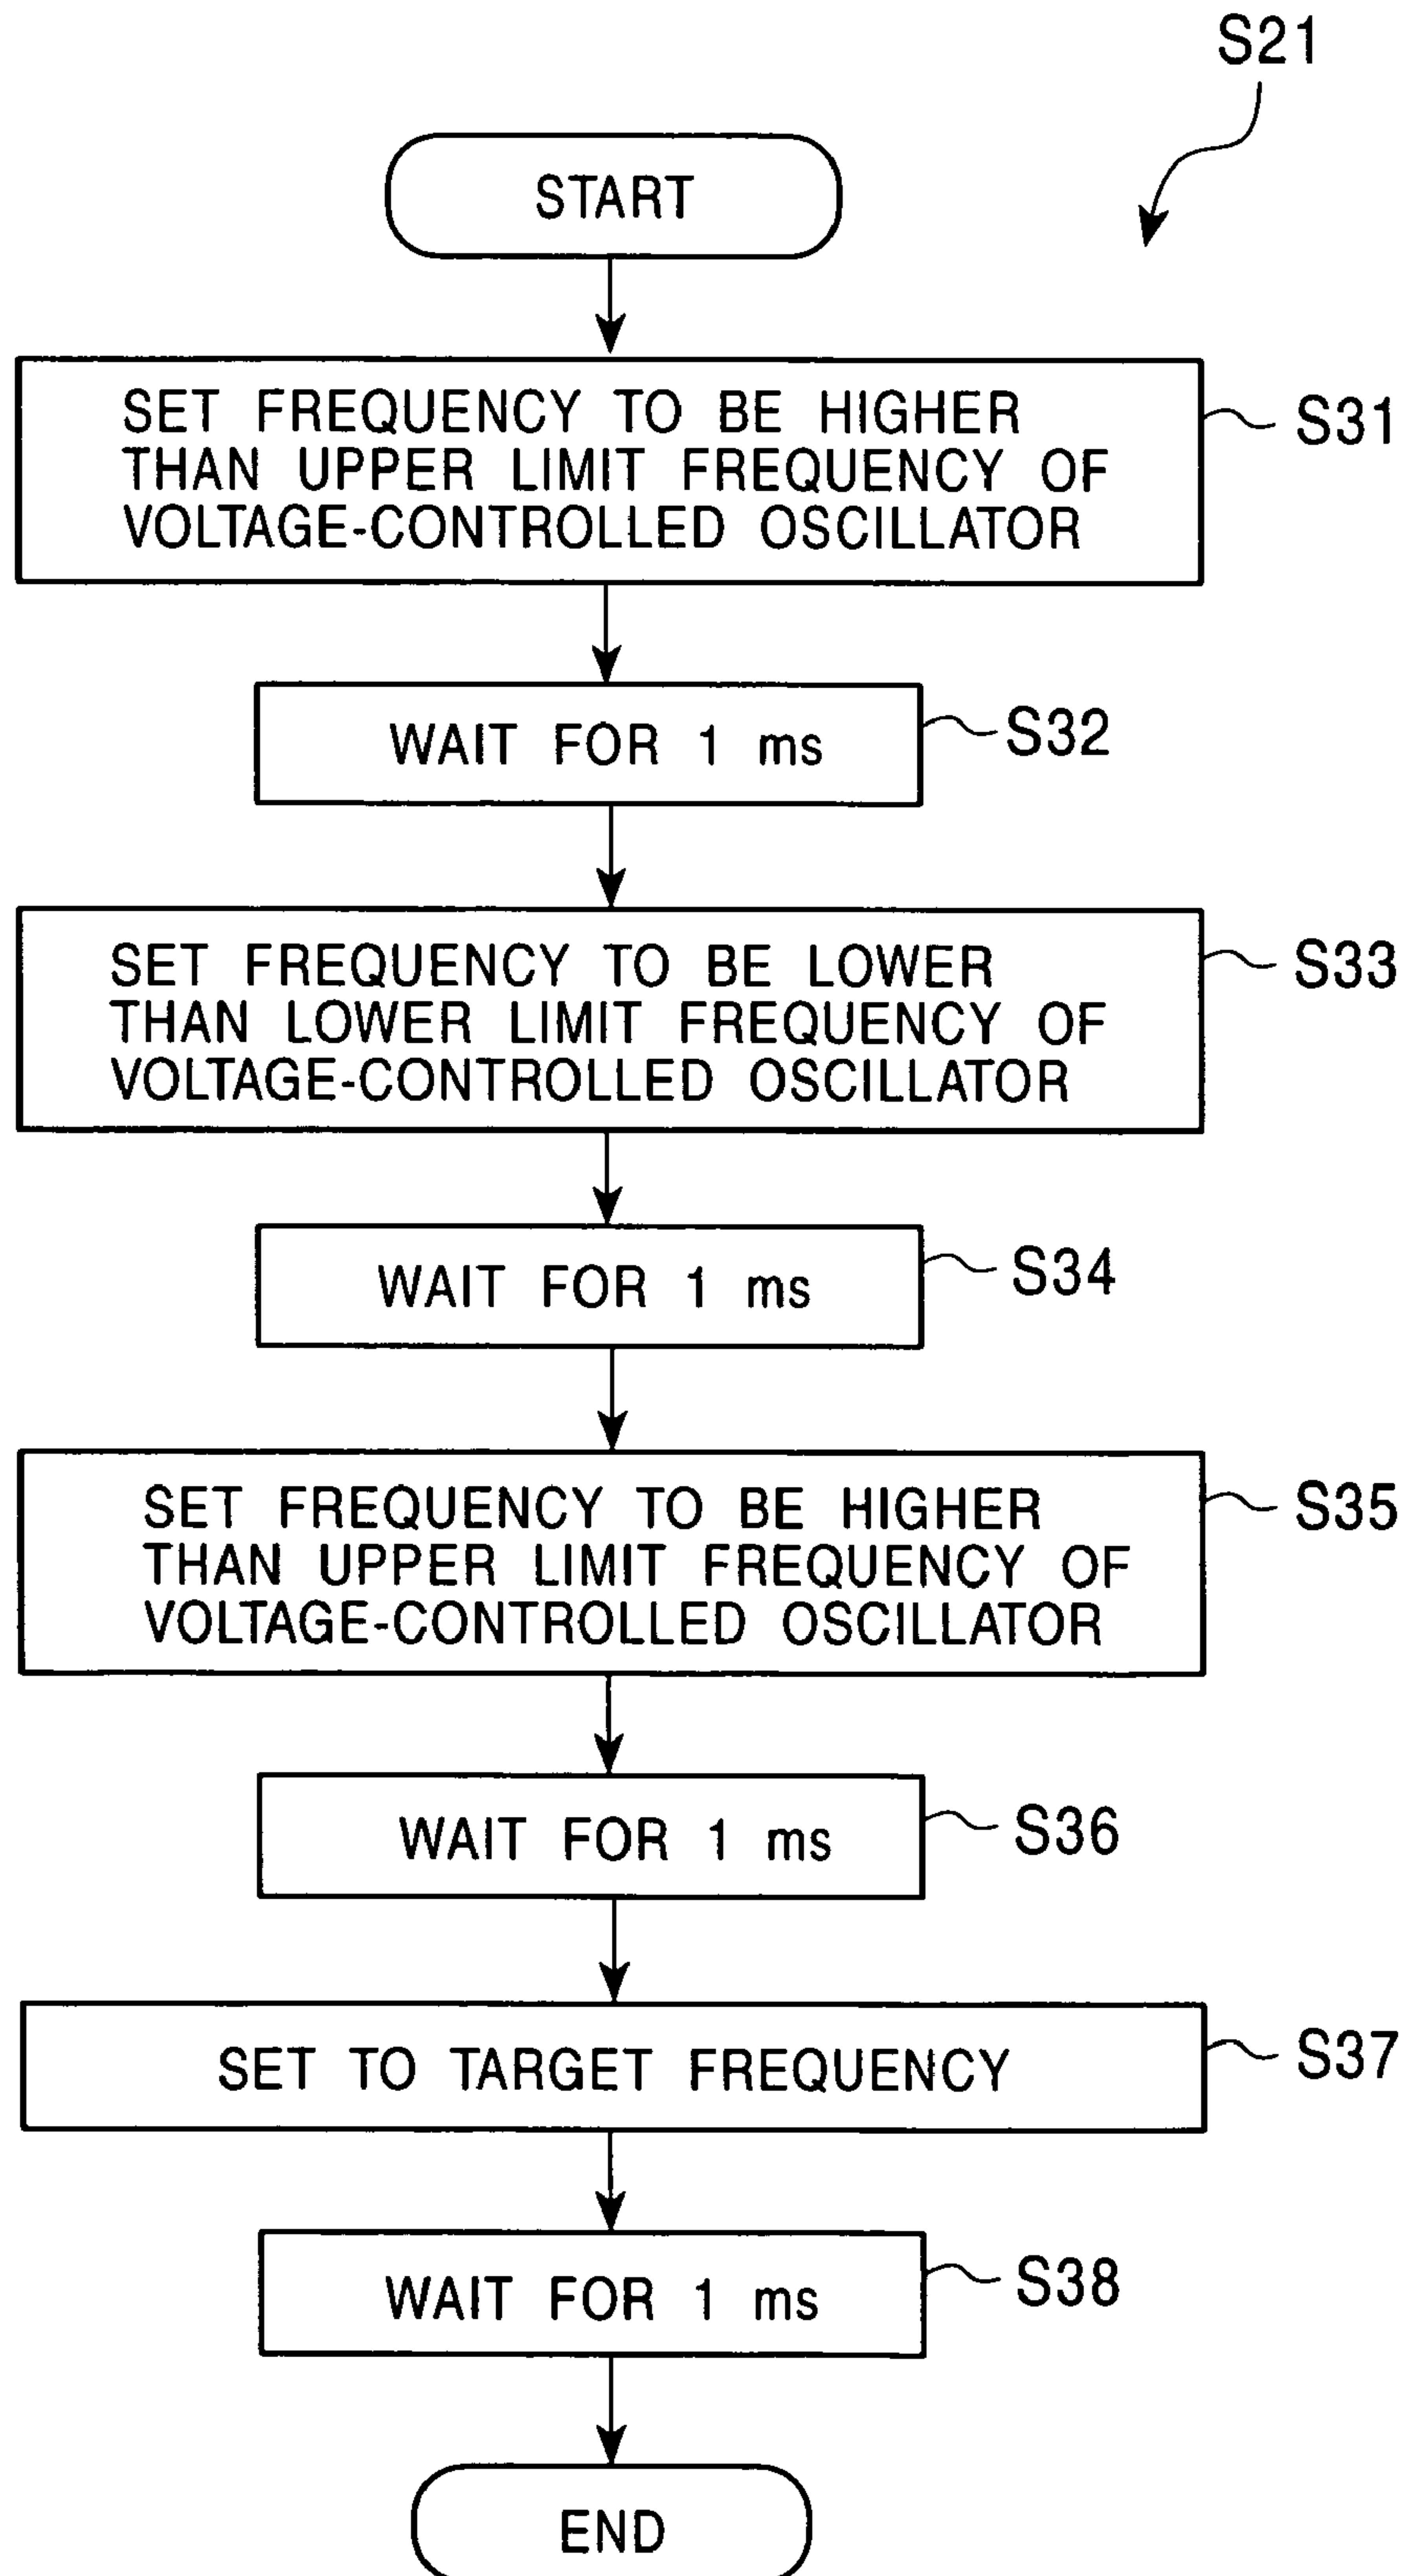 S21
START
SET FREQUENCY TO BE HIGHER
THAN UPPER LIMIT FREQUENCY OF
VOLTAGE-CONTROLLED OSCILLATOR
S31
WAIT FOR 1 ms
S32
SET FREQUENCY TO BE LOWER
THAN LOWER LIMIT FREQUENCY OF
VOLTAGE-CONTROLLED OSCILLATOR
S33
WAIT FOR 1 ms
S34
SET FREQUENCY TO BE HIGHER
THAN UPPER LIMIT FREQUENCY OF
VOLTAGE-CONTROLLED OSCILLATOR
S35
WAIT FOR 1 ms
S36
SET TO TARGET FREQUENCY
S37
WAIT FOR 1 ms
S38
END